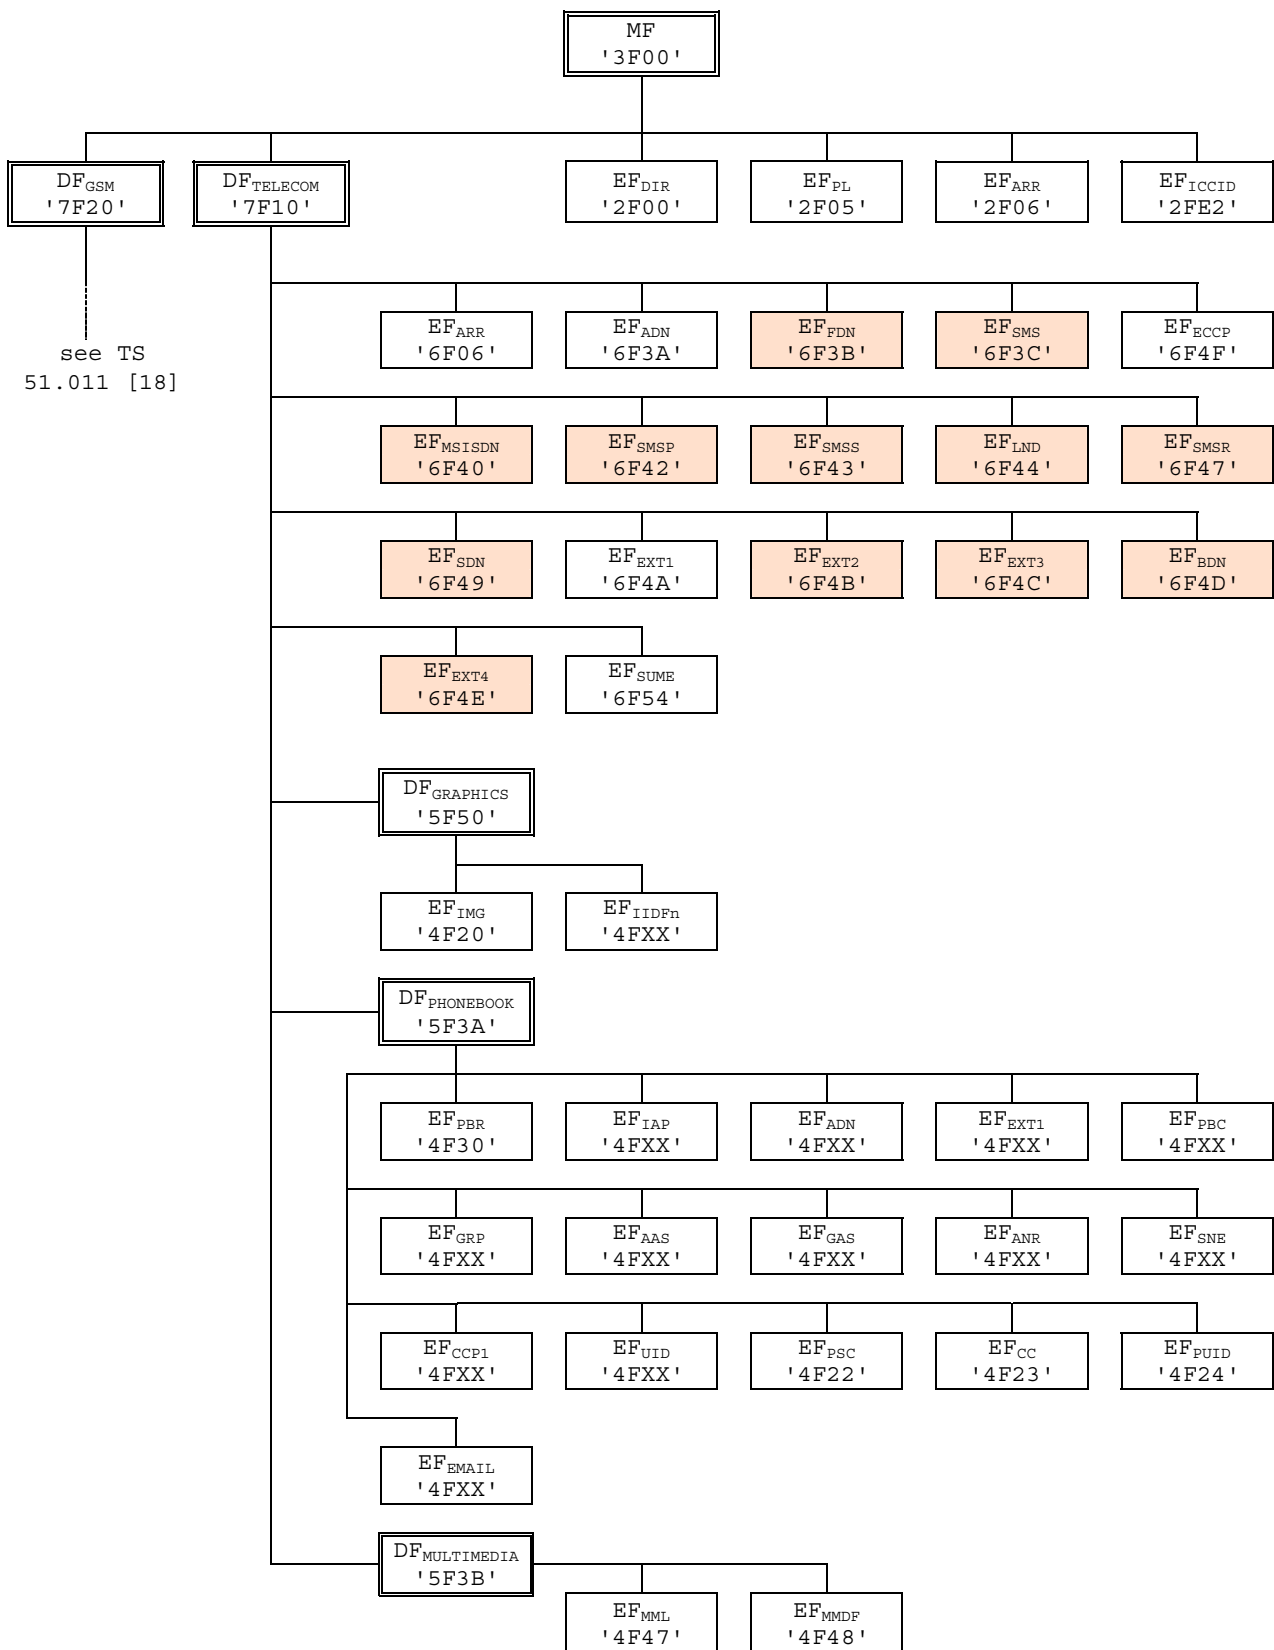 MF
'3F00'
DFGSM
'7F20'
DFTELECOM
'7F10'
EFDIR
'2F00'
EFPL
'2F05'
EFARR
'2F06'
EFICCID
'2FE2'
see TS
51.011 [18]
EFARR
'6F06'
EFADN
'6F3A'
EFFDN
'6F3B'
EFSMS
'6F3C'
EFECCP
'6F4F'
EFMSISDN
'6F40'
EFSMSP
'6F42'
EFSMSS
'6F43'
EFLND
'6F44'
EFSMSR
'6F47'
EFSDN
'6F49'
EFEXT1
'6F4A'
EFEXT2
'6F4B'
EFEXT3
'6F4C'
EFBDN
'6F4D'
EFEXT4
'6F4E'
EFSUME
'6F54'
DFGRAPHICS
'5F50'
EFIMG
'4F20'
EFIIDFn
'4FXX'
DFPHONEBOOK
'5F3A'
EFPBR
'4F30'
EFIAP
'4FXX'
EFADN
'4FXX'
EFEXT1
'4FXX'
EFPBC
'4FXX'
EFGRP
'4FXX'
EFAAS
'4FXX'
EFGAS
'4FXX'
EFANR
'4FXX'
EFSNE
'4FXX'
EFCCP1
'4FXX'
EFUID
'4FXX'
EFPSC
'4F22'
EFCC
'4F23'
EFPUID
'4F24'
EFEMAIL
'4FXX'
DFMULTIMEDIA
'5F3B'
EFMML
'4F47'
EFMMDF
'4F48'